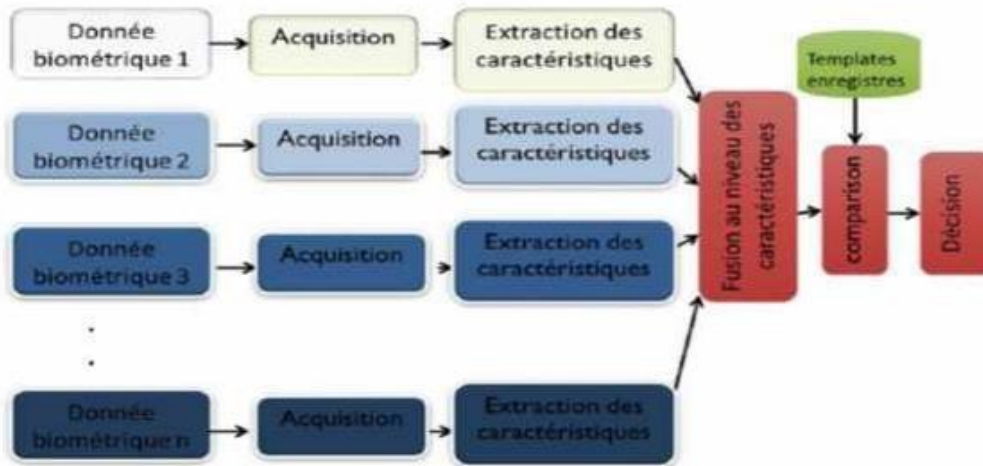 Donnée
biométrique 1
Acquisition
Extraction des
caractéristiques
Donnée
biométrique 2
Acquisition
Extraction des
caractéristiques
Donnée
biométrique 3
Acquisition
Extraction des
caractéristiques
.
.
Donnée
biométrique n
Acquisition
Extraction des
caractéristiques
Fusion au niveau des
caractéristiques
Templates
enregistres
comparison
Décision